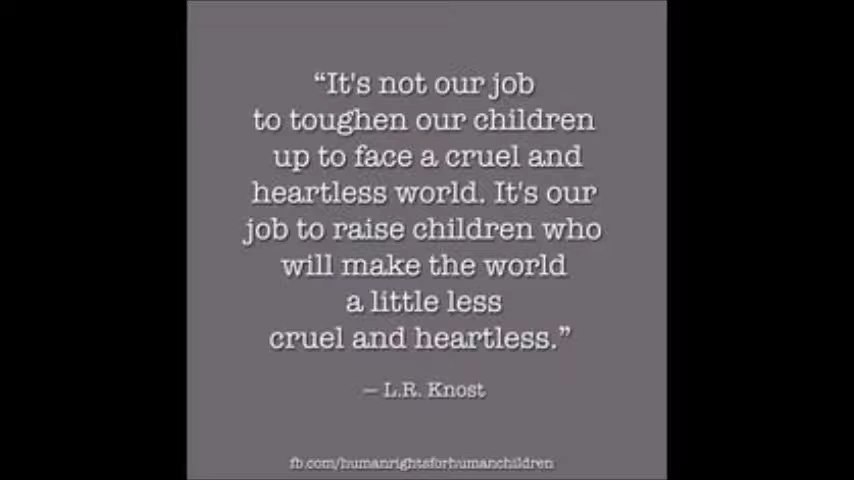 “It's not our job
to toughen our children
up to face a cruel and
heartless world. It's our
job to raise children who
will make the world
a little less
cruel and heartless.”
– L.R. Knost
fb.com/humanrightsforhumanchildren